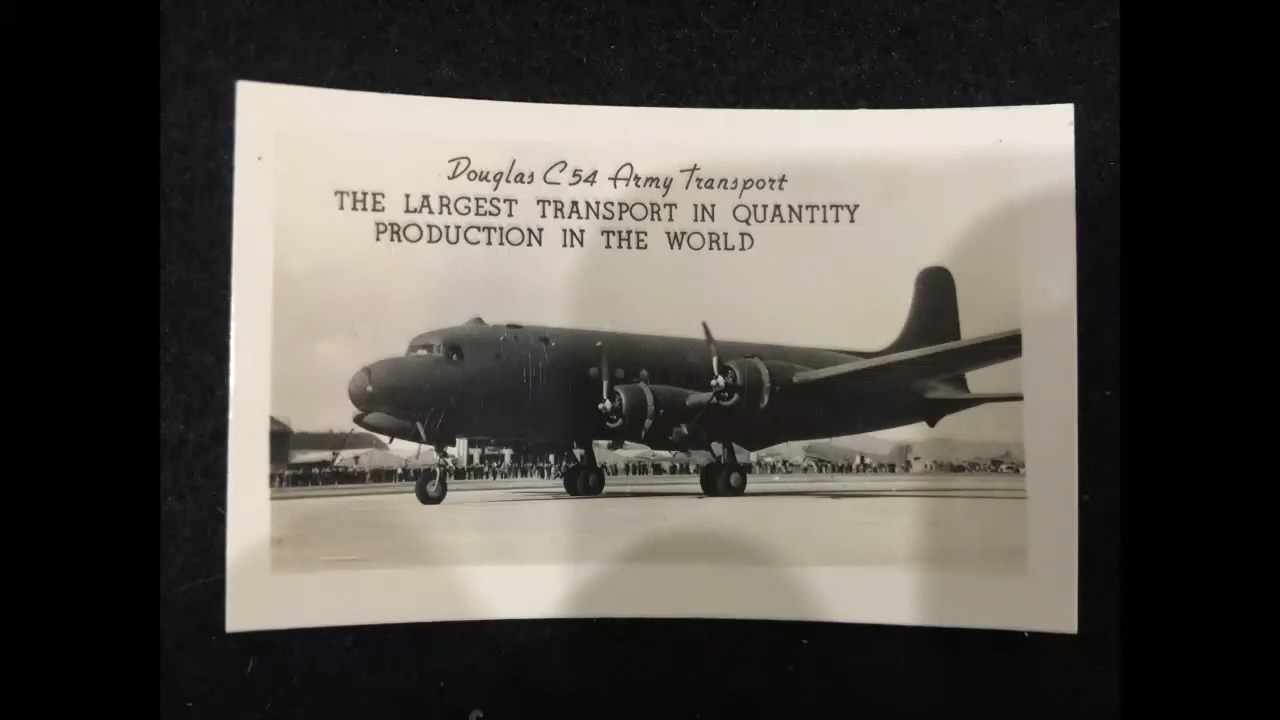 Douglas C54 Army Transport
THE LARGEST TRANSPORT IN QUANTITY
PRODUCTION IN THE WORLD